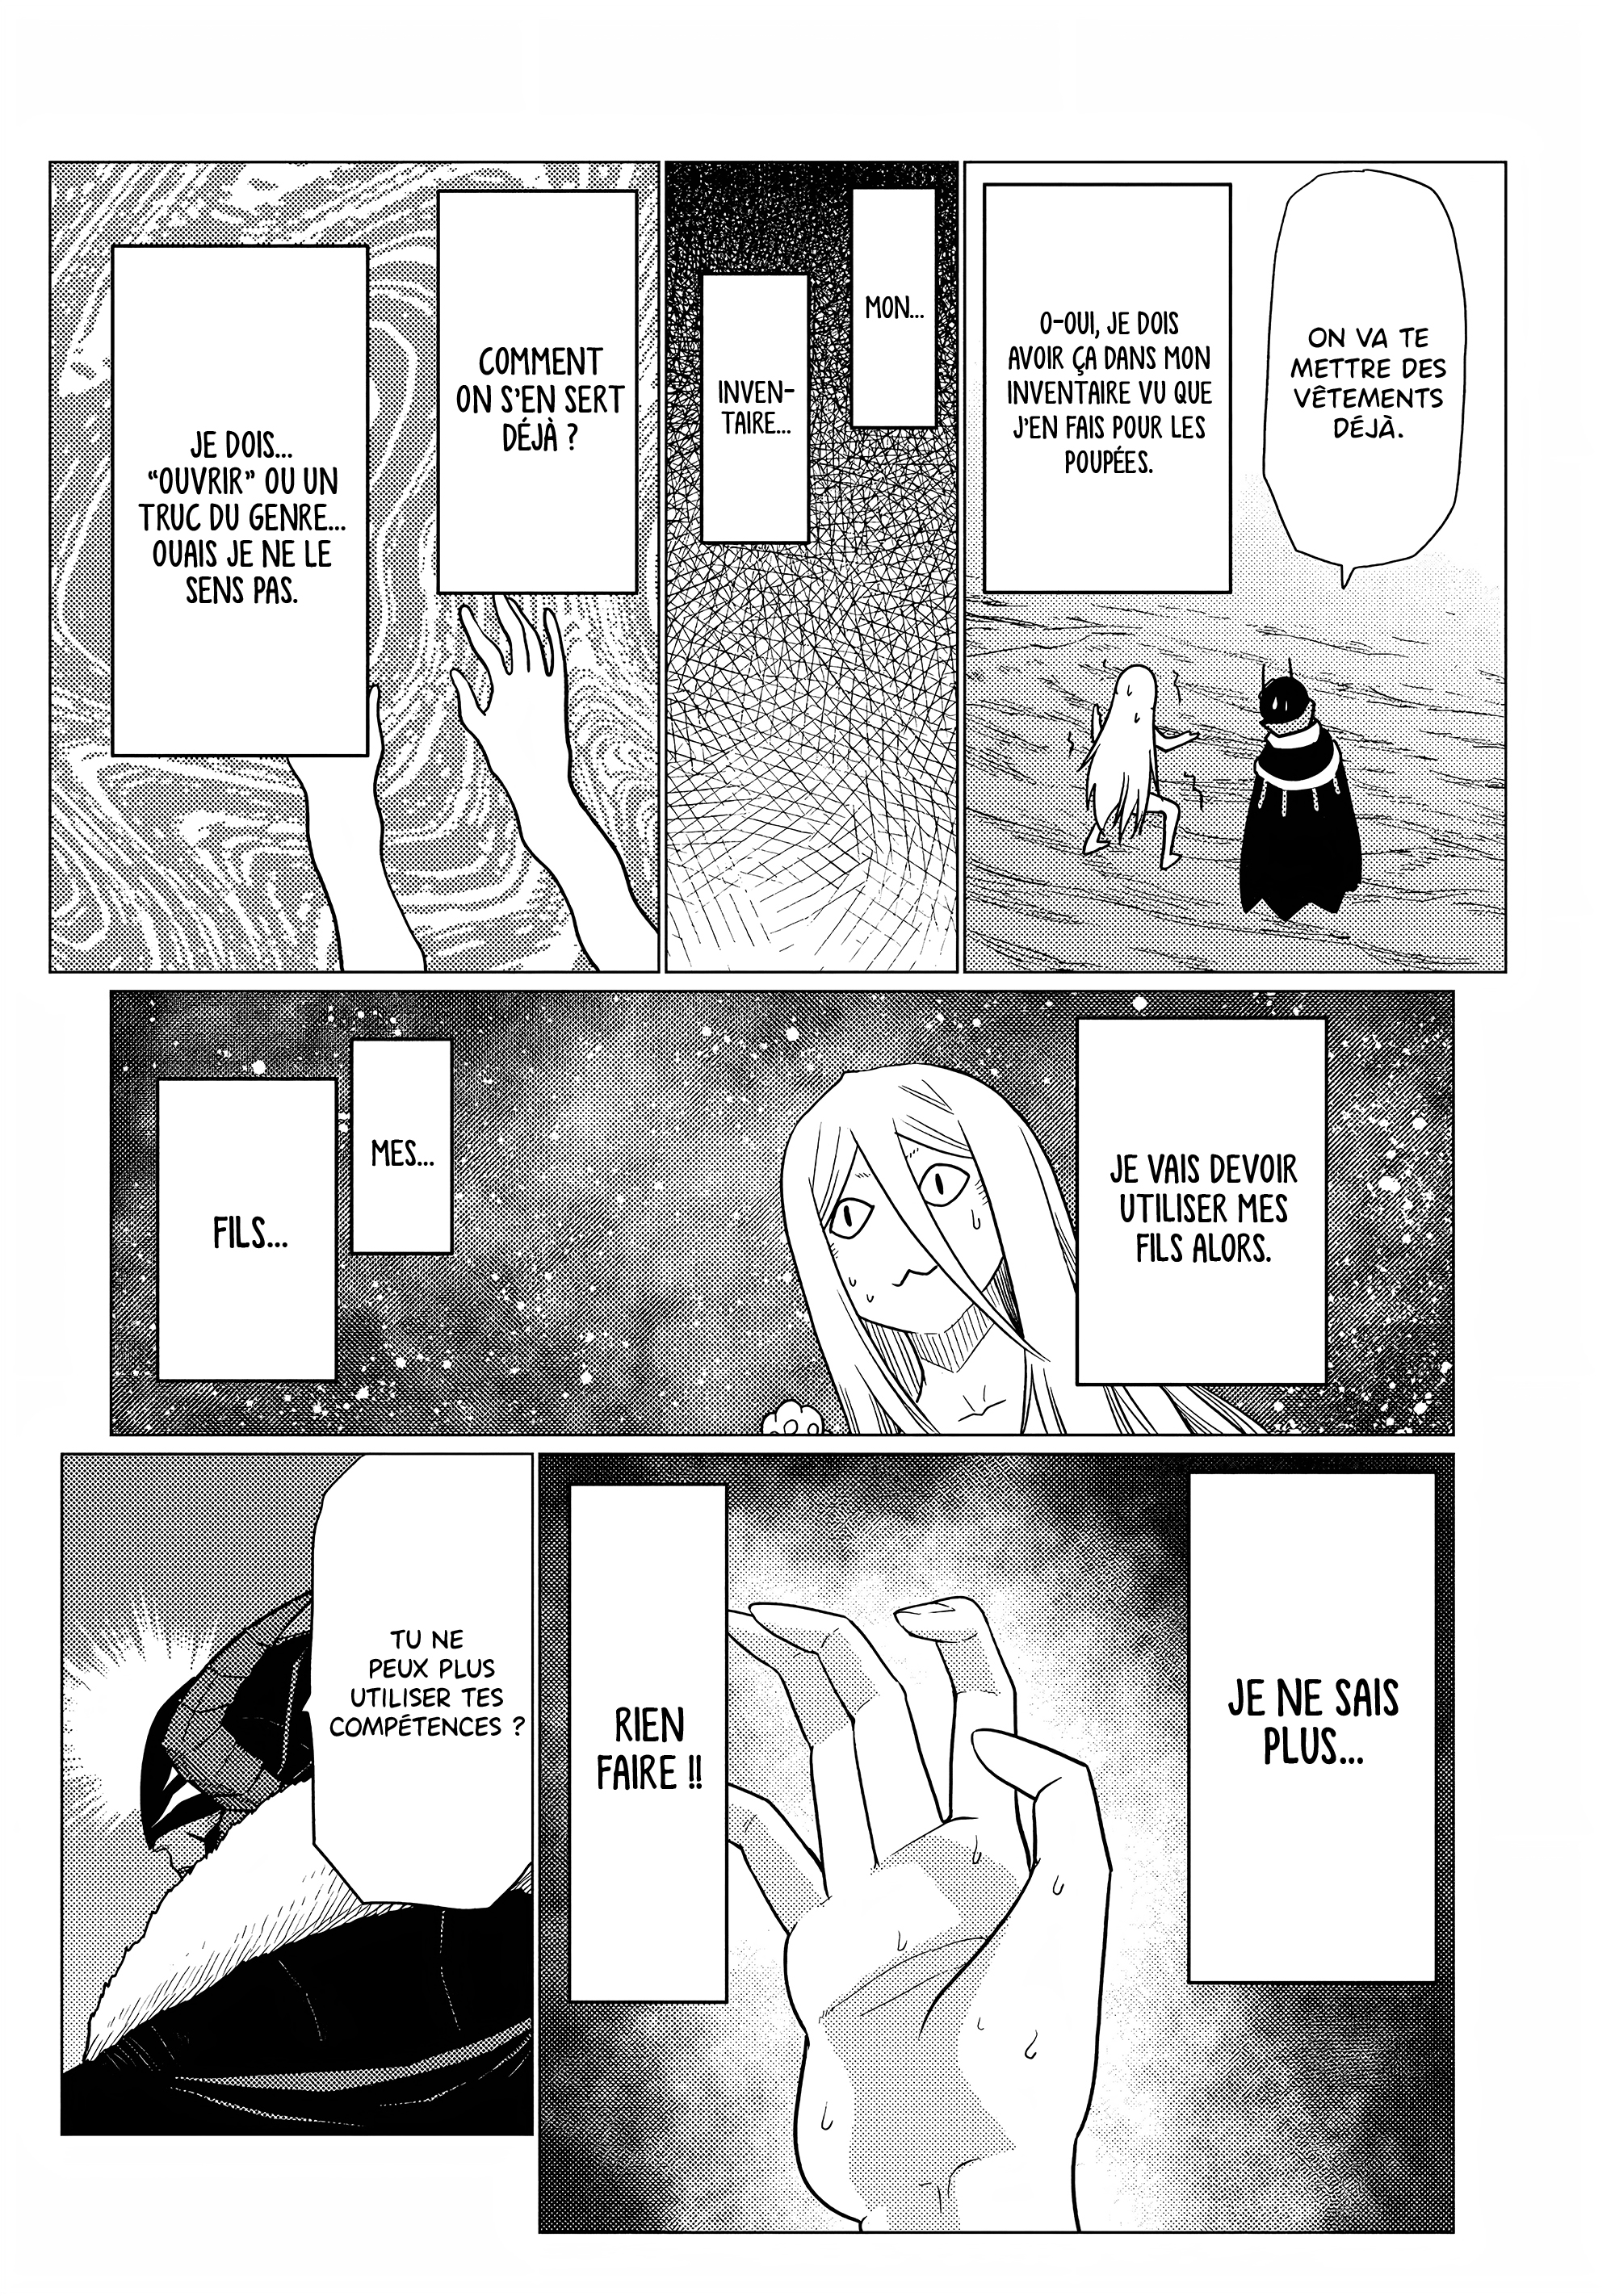 ON VA TE
METTRE DES
VÊTEMENTS
DÉJÀ.
O-OUI, JE DOIS
AVOIR ÇA DANS MON
INVENTAIRE VU QUE
J'EN FAIS POUR LES
POUPÉES.
MON...
INVEN-
TAIRE...
COMMENT
ON S'EN SERT
DÉJÀ ?
JE DOIS...
“OUVRIR” OU UN
TRUC DU GENRE...
OUAIS JE NE LE
SENS PAS.
JE VAIS DEVOIR
UTILISER MES
FILS ALORS.
MES...
FILS...
JE NE SAIS
PLUS...
RIEN
FAIRE !!
TU NE
PEUX PLUS
UTILISER TES
COMPÉTENCES ?